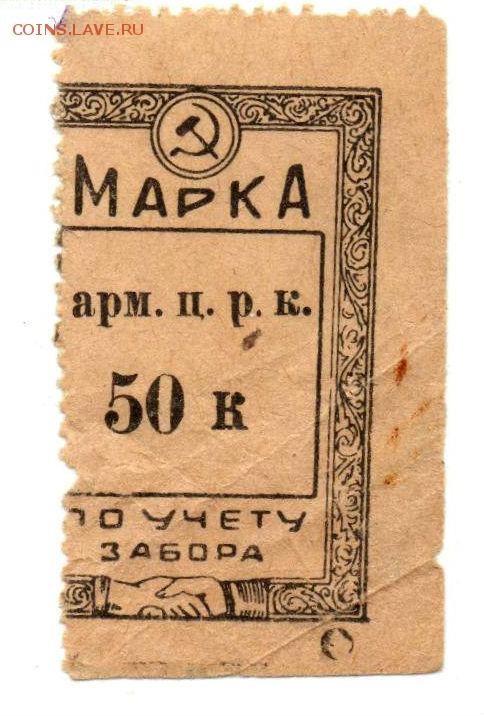 COINS.LAVE.RU
МАРКА
арм. ц. р. к.
50 к
ПО УЧЕТУ
ЗАБОРА